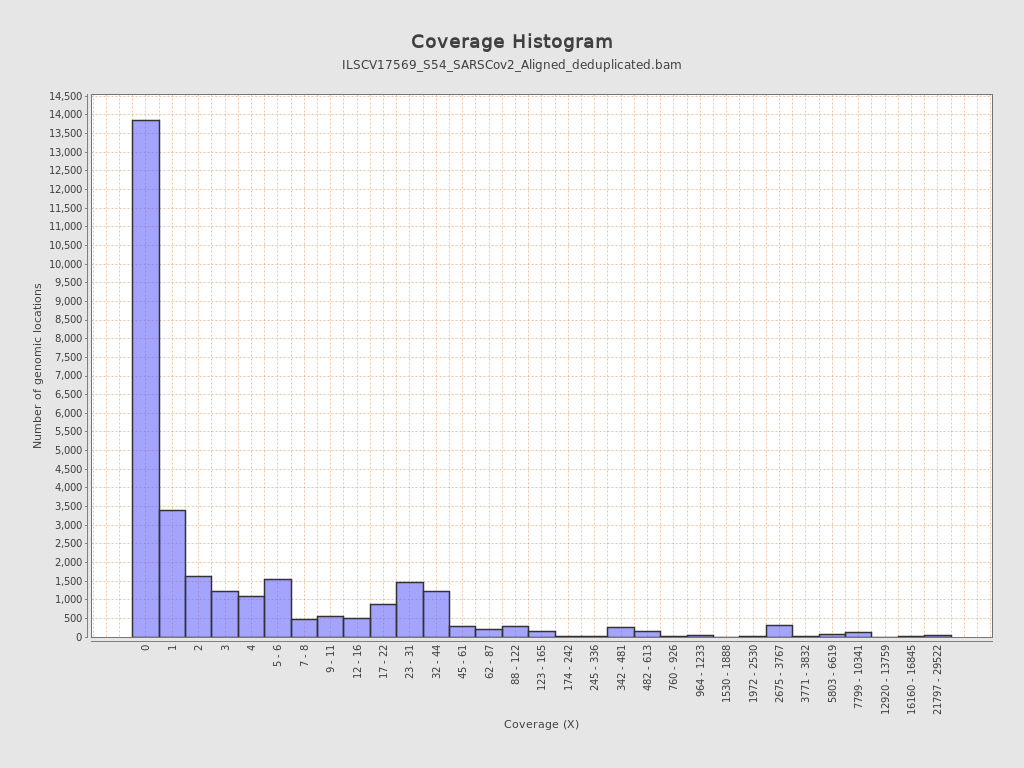 Coverage Histogram
ILSCV17569_S54_SARSCov2_Aligned_deduplicated.bam
14,500
14,000
13,500
13,000
12,500
12,000
11,500
11,000
10,500
10,000
9,500
9,000
8,500
8,000
7,500
7,000
6,500
6,000
5,500
5,000
4,500
4,000
3,500
3,000
2,500
2,000
1,500
1,000
500
0
Number of genomic locations
0
1
2
3
4
5 - 6
7 - 8
9 - 11
12 - 16
17 - 22
23 - 31
32 - 44
45 - 61
62 - 87
88 - 122
123 - 165
174 - 242
245 - 336
342 - 481
482 - 613
760 - 926
964 - 1233
1530 - 1888
1972 - 2530
2675 - 3767
3771 - 3832
5803 - 6619
7799 - 10341
12920 - 13759
16160 - 16845
21797 - 29522
Coverage (X)